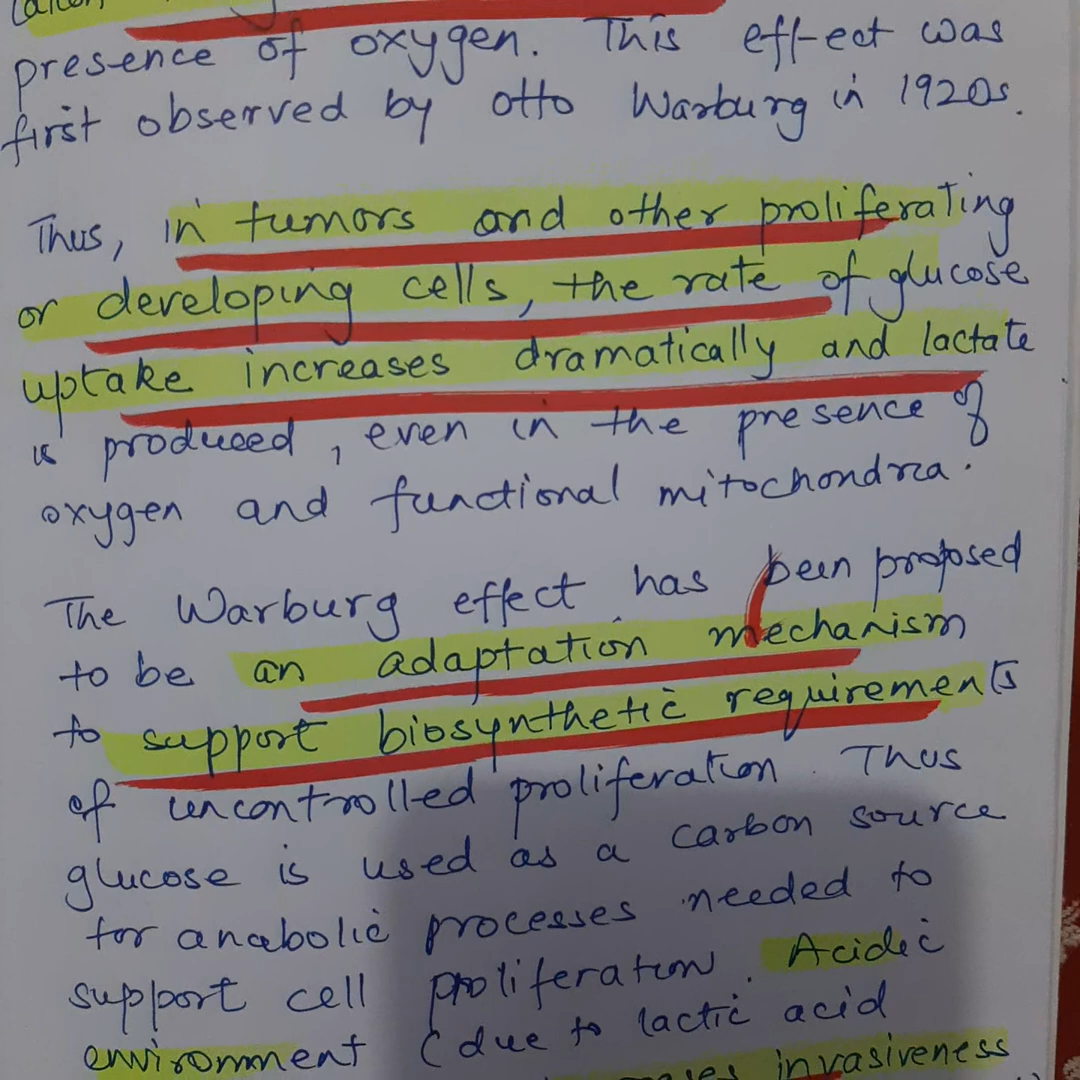 presence of oxygen. This effect was
first observed by Otto Warburg in 1920s.
Thus, in tumors and other proliferating
or developing cells, the rate of glucose
uptake increases dramatically and lactate
is produced, even in the presence of
oxygen and functional mitochondria.
The Warburg effect has been proposed
to be an adaptation mechanism
to support biosynthetic requirements
of uncontrolled proliferation. Thus
glucose is used as a carbon source
for anabolic processes needed to
support cell proliferation. Acidic
environment (due to lactic acid
invasiveness